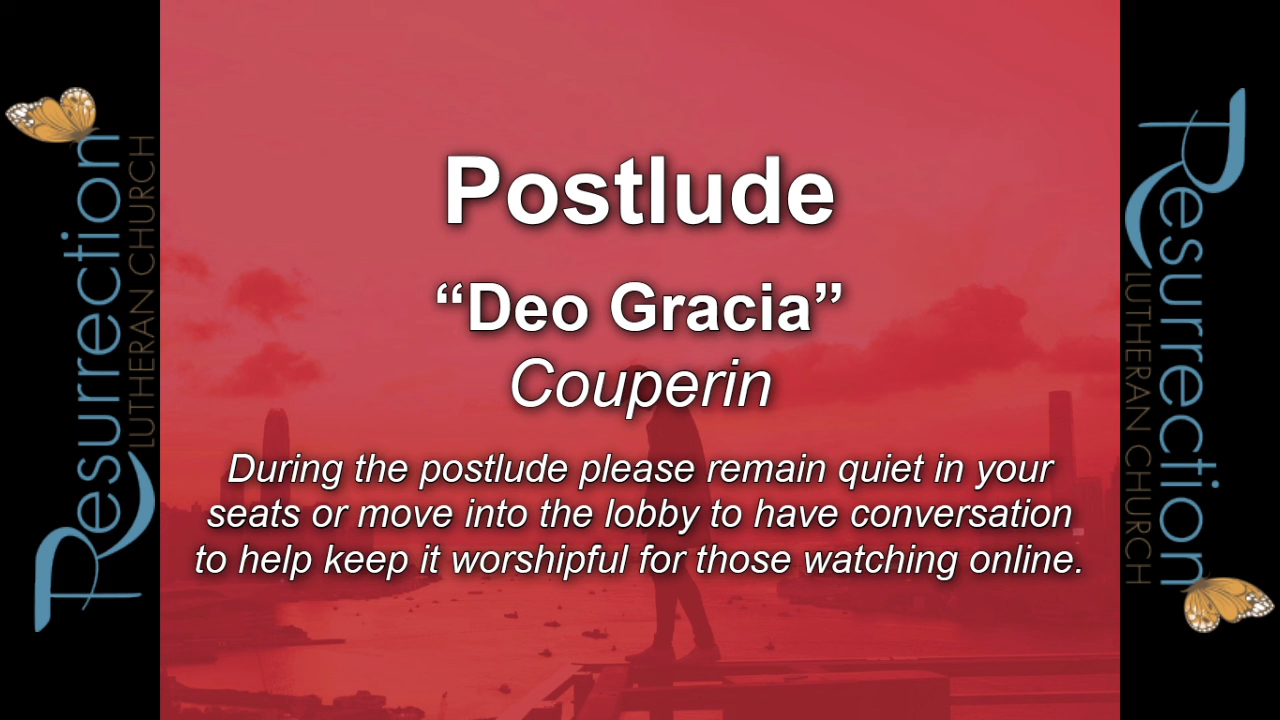 Resurrection
LUTHERAN CHURCH
Postlude
“Deo Gracia”
Couperin
During the postlude please remain quiet in your
seats or move into the lobby to have conversation
to help keep it worshipful for those watching online.
Resurrection
LUTHERAN CHURCH